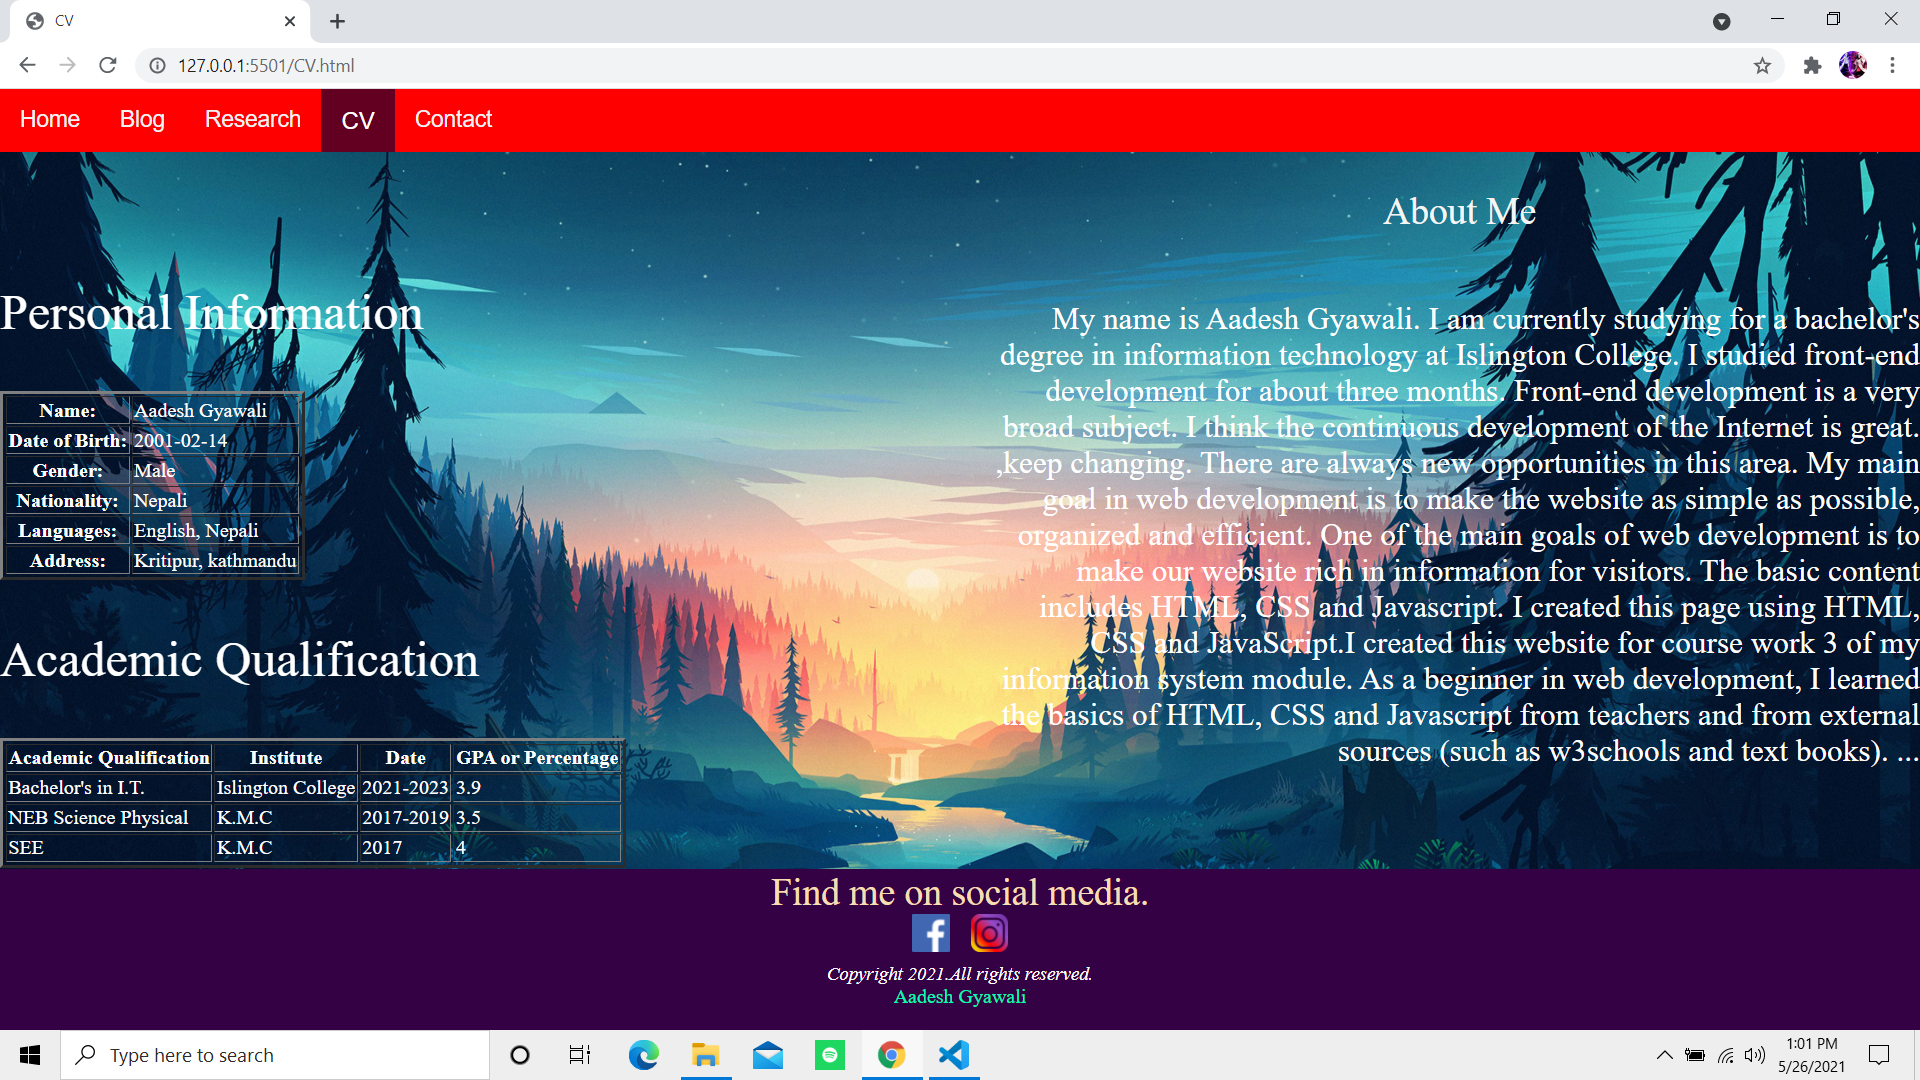 CV
127.0.0.1:5501/CV.html
Home Blog Research CV Contact
About Me
Personal Information
Name: Aadesh Gyawali
Date of Birth: 2001-02-14
Gender: Male
Nationality: Nepali
Languages: English, Nepali
Address: Kritipur, kathmandu
Academic Qualification
Academic Qualification Institute Date GPA or Percentage
Bachelor's in I.T. Islington College 2021-2023 3.9
NEB Science Physical K.M.C 2017-2019 3.5
SEE K.M.C 2017 4
My name is Aadesh Gyawali. I am currently studying for a bachelor's
degree in information technology at Islington College. I studied front-end
development for about three months. Front-end development is a very
broad subject. I think the continuous development of the Internet is great.
,keep changing. There are always new opportunities in this area. My main
goal in web development is to make the website as simple as possible,
organized and efficient. One of the main goals of web development is to
make our website rich in information for visitors. The basic content
includes HTML, CSS and Javascript. I created this page using HTML,
CSS and JavaScript.I created this website for course work 3 of my
information system module. As a beginner in web development, I learned
the basics of HTML, CSS and Javascript from teachers and from external
sources (such as w3schools and text books). ...
Find me on social media.
Copyright 2021.All rights reserved.
Aadesh Gyawali
Type here to search
1:01 PM
5/26/2021